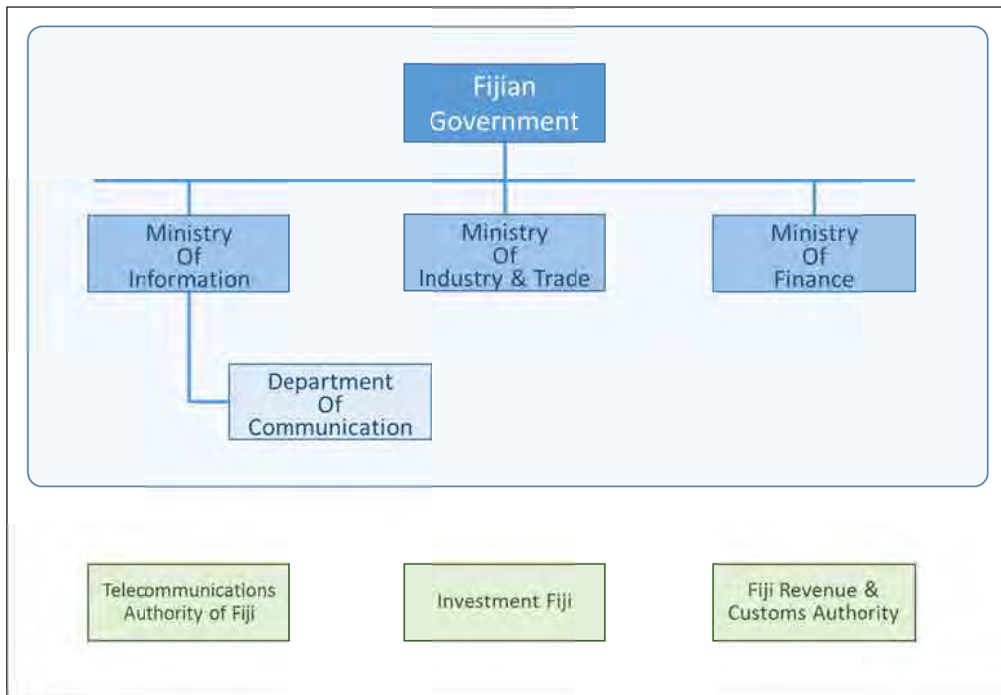 Fijian
Government
Ministry
Of
Information
Ministry
Of
Industry & Trade
Ministry
Of
Finance
Department
Of
Communication
Telecommunications
Authority of Fiji
Investment Fiji
Fiji Revenue &
Customs Authority